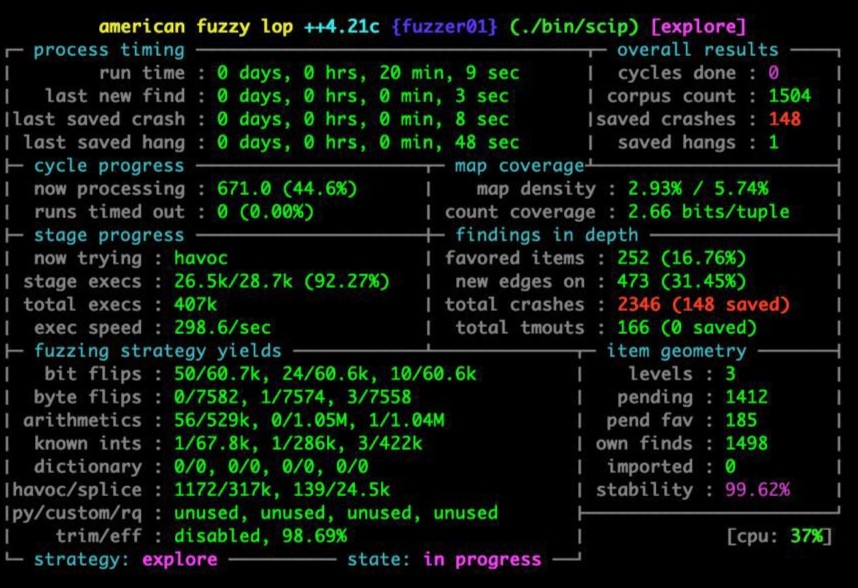 american fuzzy lop ++4.21c {fuzzer01} (./bin/scip) [explore]
process timing overall results
run time : 0 days, 0 hrs, 20 min, 9 sec cycles done : 0
last new find : 0 days, 0 hrs, 0 min, 3 sec corpus count : 1504
last saved crash : 0 days, 0 hrs, 0 min, 8 sec saved crashes : 148
last saved hang : 0 days, 0 hrs, 0 min, 48 sec saved hangs : 1
cycle progress map coverage
now processing : 671.0 (44.6%) map density : 2.93% / 5.74%
runs timed out : 0 (0.00%) count coverage : 2.66 bits/tuple
stage progress findings in depth
now trying : havoc favored items : 252 (16.76%)
stage execs : 26.5k/28.7k (92.27%) new edges on : 473 (31.45%)
total execs : 407k total crashes : 2346 (148 saved)
exec speed : 298.6/sec total tmouts : 166 (0 saved)
fuzzing strategy yields item geometry
bit flips : 50/60.7k, 24/60.6k, 10/60.6k levels : 3
byte flips : 0/7582, 1/7574, 3/7558 pending : 1412
arithmetics : 56/529k, 0/1.05M, 1/1.04M pend fav : 185
known ints : 1/67.8k, 1/286k, 3/422k own finds : 1498
dictionary : 0/0, 0/0, 0/0, 0/0 imported : 0
havoc/splice : 1172/317k, 139/24.5k stability : 99.62%
py/custom/rq : unused, unused, unused, unused
trim/eff : disabled, 98.69% [cpu: 37%]
strategy: explore state: in progress